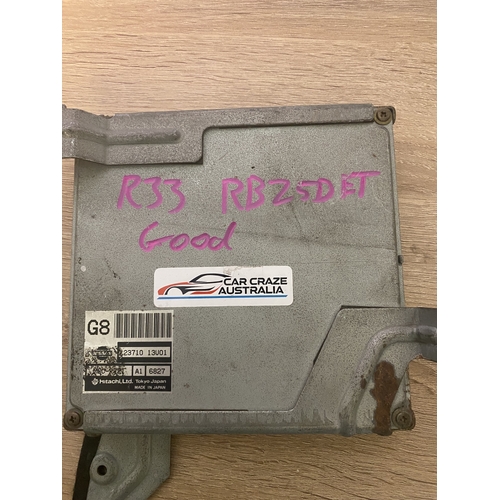 R33 RB25DET
Good
CAR CRAZE
AUSTRALIA
G8
23710 13U01
A1 6827
Hitachi, Ltd. Tokyo Japan
MADE IN JAPAN